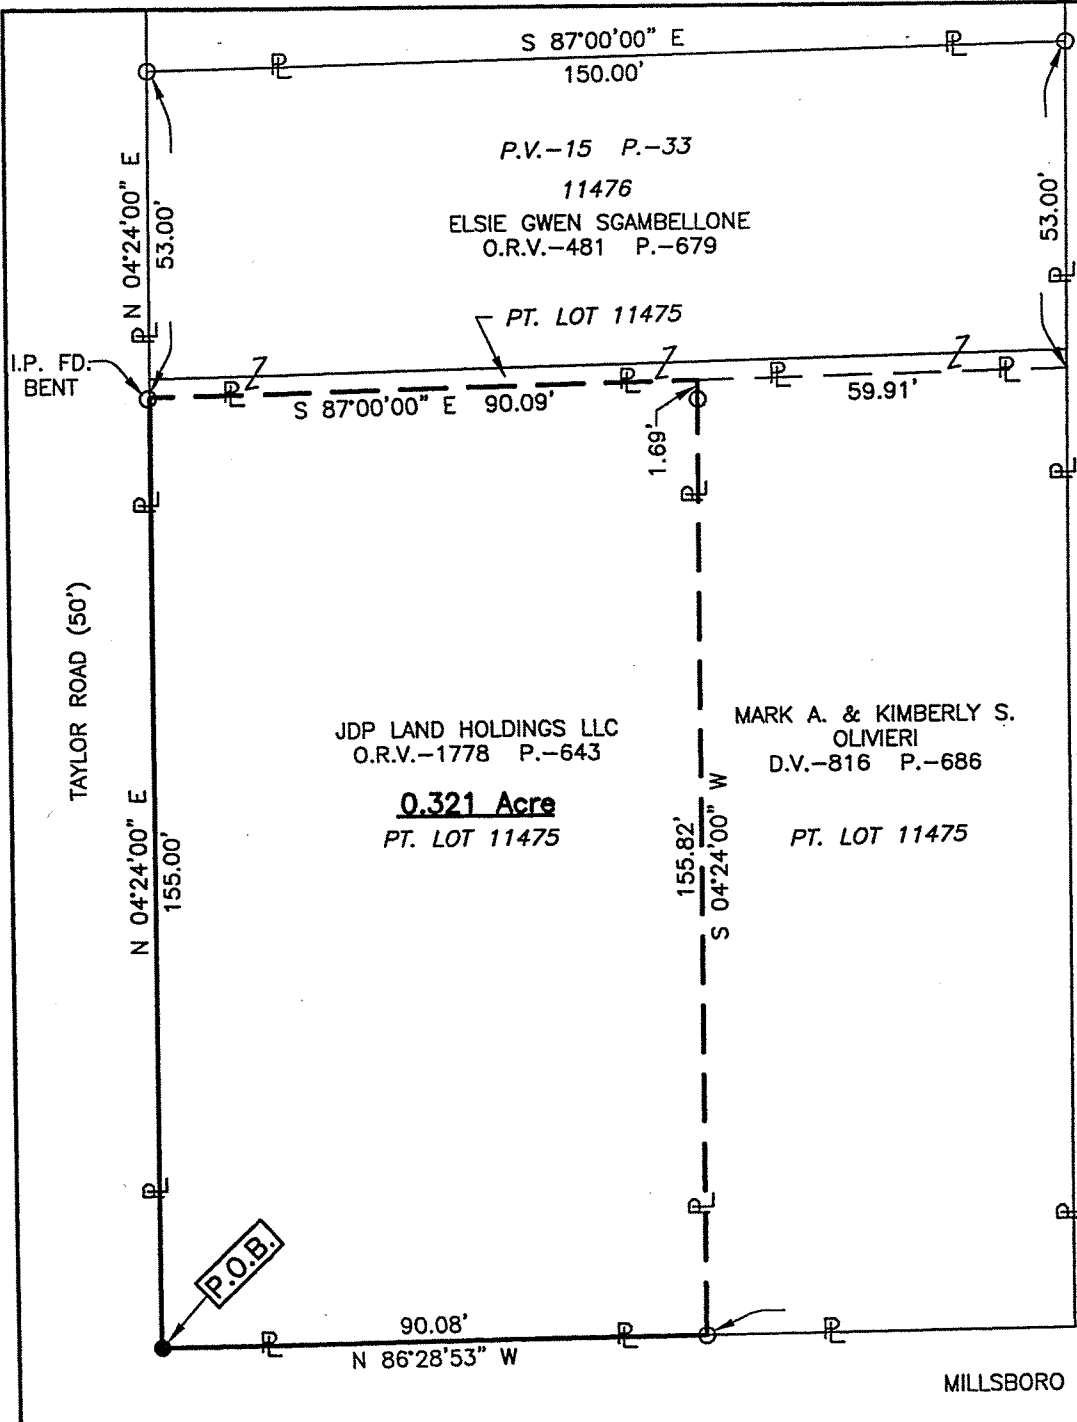 S 87°00'00" E
150.00'
N 04°24'00" E
53.00'
53.00'
P.V.-15 P.-33
11476
ELSIE GWEN SGAMBELLONE
O.R.V.-481 P.-679
PT. LOT 11475
I.P. FD.
BENT
S 87°00'00" E 90.09'
59.91'
1.69'
TAYLOR ROAD (50')
JDP LAND HOLDINGS LLC
O.R.V.-1778 P.-643
0.321 Acre
PT. LOT 11475
MARK A. & KIMBERLY S.
OLIVIERI
D.V.-816 P.-686
PT. LOT 11475
N 04°24'00" E
155.00'
155.82'
S 04°24'00" W
P.O.B.
90.08'
N 86°28'53" W
MILLSBORO